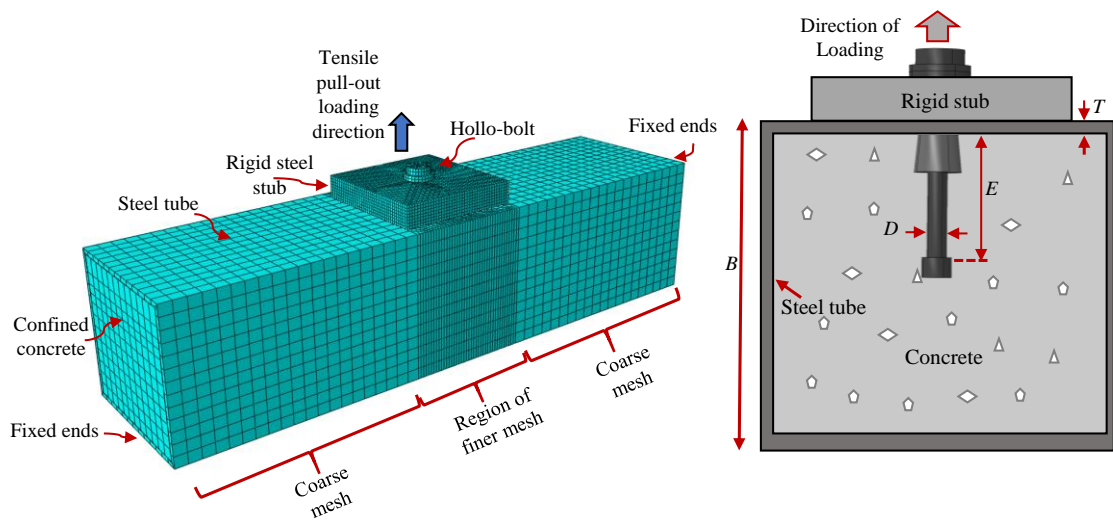 Tensile
pull-out
loading
direction
Hollo-bolt
Fixed ends
Rigid steel
stub
Steel tube
Confined
concrete
Fixed ends
Coarse
mesh
Region of
finer mesh
Coarse
mesh
Direction of
Loading
Rigid stub
T
E
D
B
Steel tube
Concrete